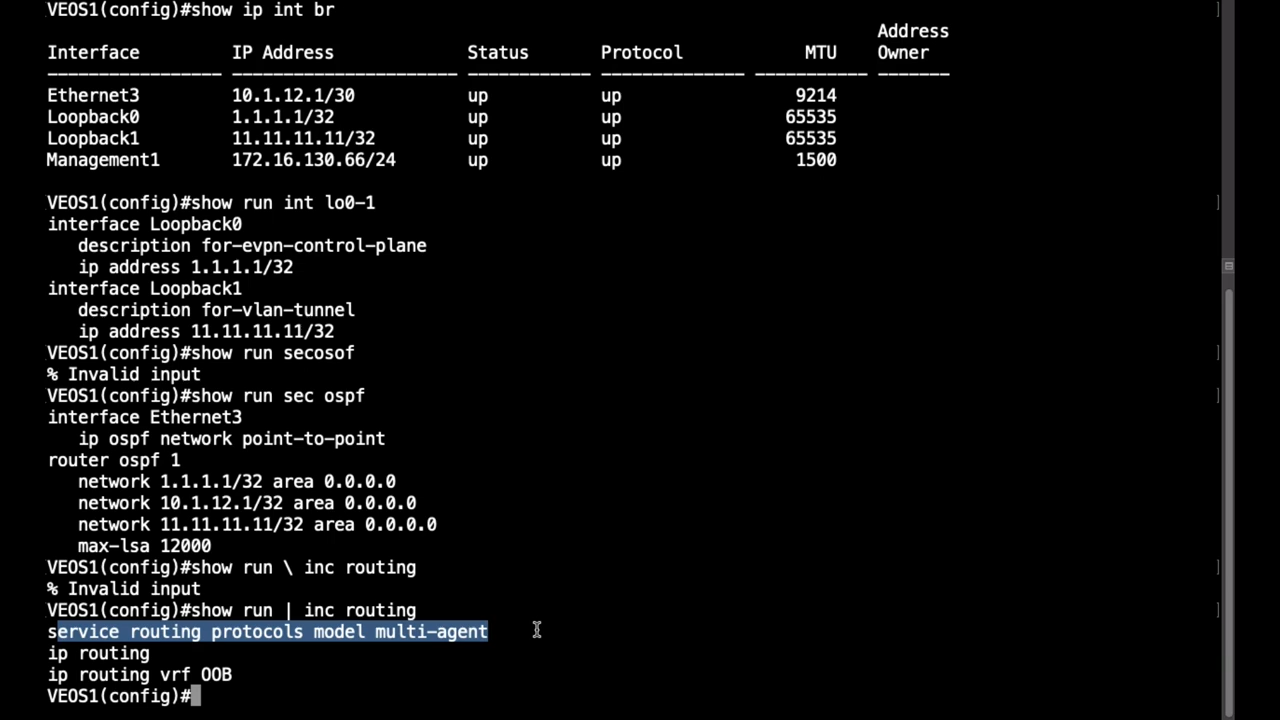 VEOS1(config)#show ip int br
Address
Interface IP Address Status Protocol MTU Owner
----------------- ---------------------- ------------ -------------- ----------- -------
Ethernet3 10.1.12.1/30 up up 9214
Loopback0 1.1.1.1/32 up up 65535
Loopback1 11.11.11.11/32 up up 65535
Management1 172.16.130.66/24 up up 1500
VEOS1(config)#show run int lo0-1
interface Loopback0
description for-evpn-control-plane
ip address 1.1.1.1/32
interface Loopback1
description for-vlan-tunnel
ip address 11.11.11.11/32
VEOS1(config)#show run secosof
% Invalid input
VEOS1(config)#show run sec ospf
interface Ethernet3
ip ospf network point-to-point
router ospf 1
network 1.1.1.1/32 area 0.0.0.0
network 10.1.12.1/32 area 0.0.0.0
network 11.11.11.11/32 area 0.0.0.0
max-lsa 12000
VEOS1(config)#show run \ inc routing
% Invalid input
VEOS1(config)#show run | inc routing
service routing protocols model multi-agent
ip routing
ip routing vrf OOB
VEOS1(config)#